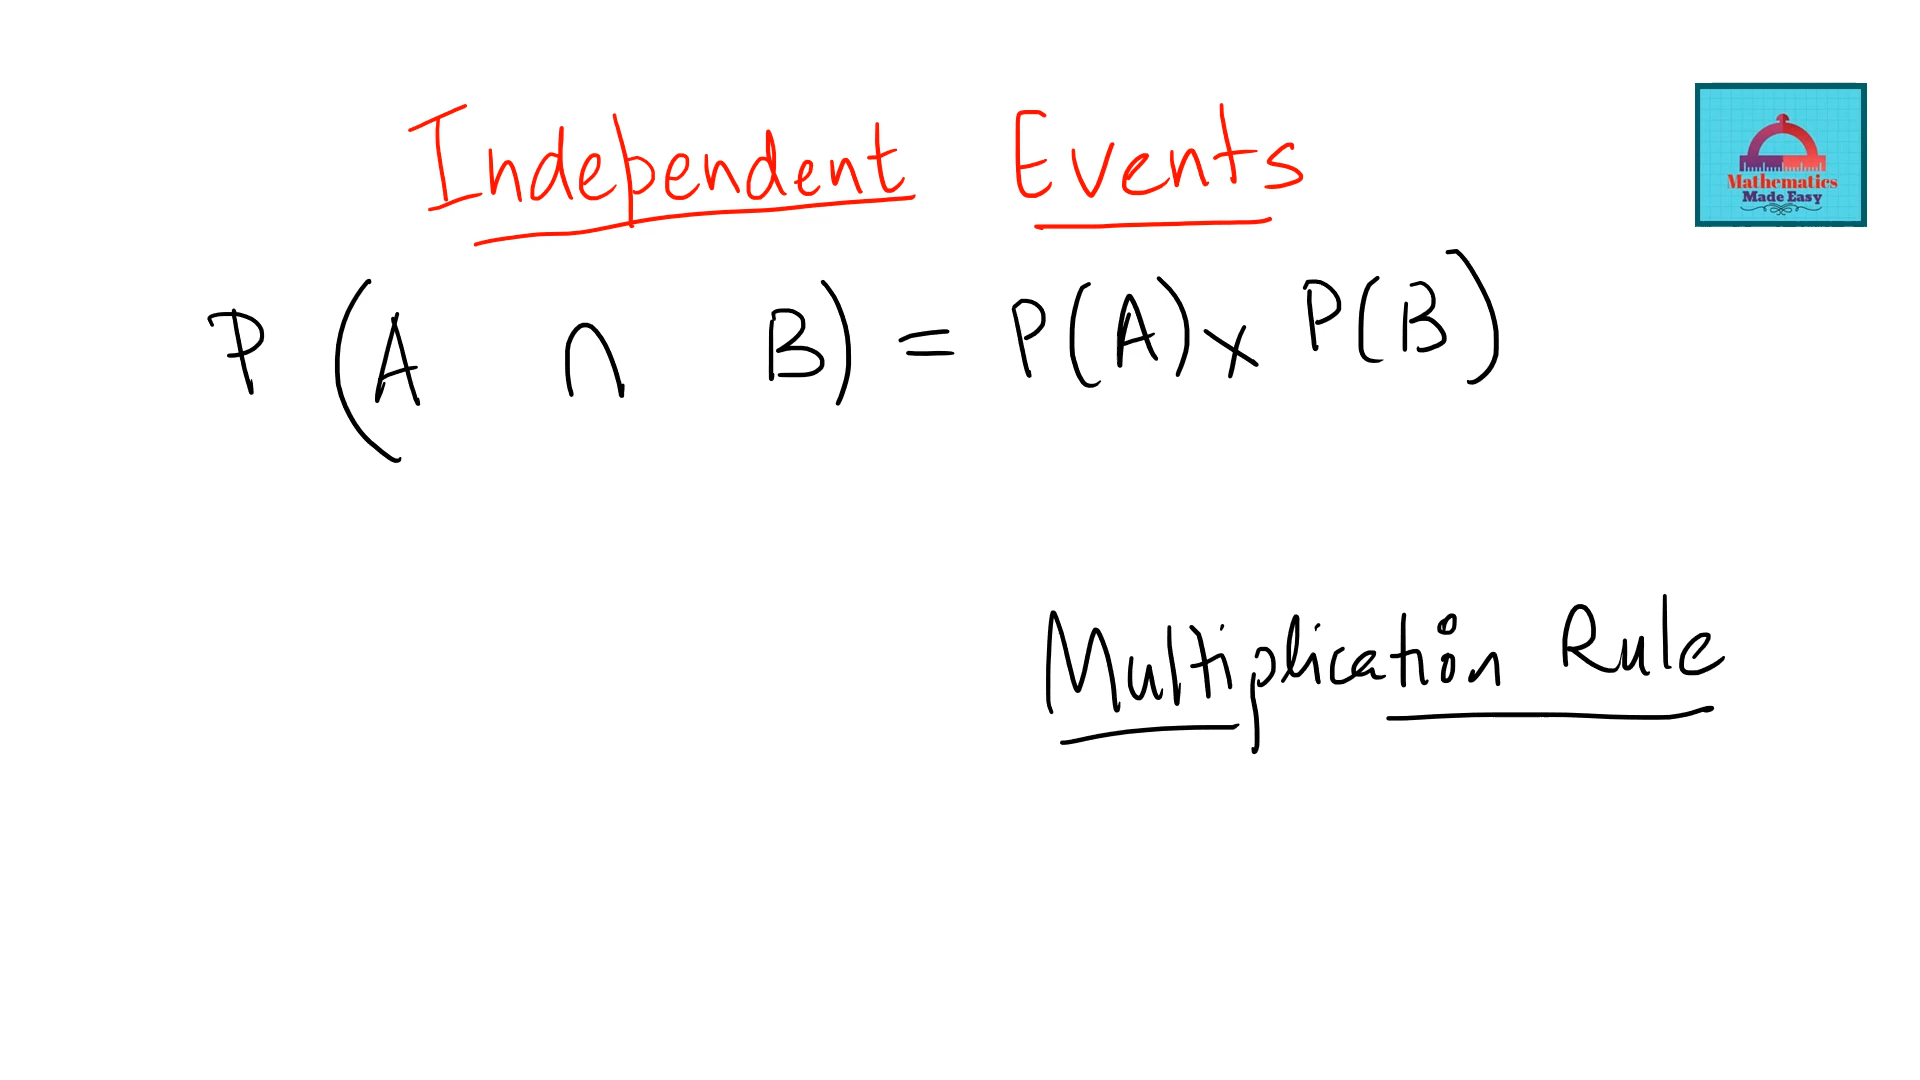 Independent Events
Mathematics
Made Easy
P (A ∩ B) = P(A) x P(B)
Multiplication Rule